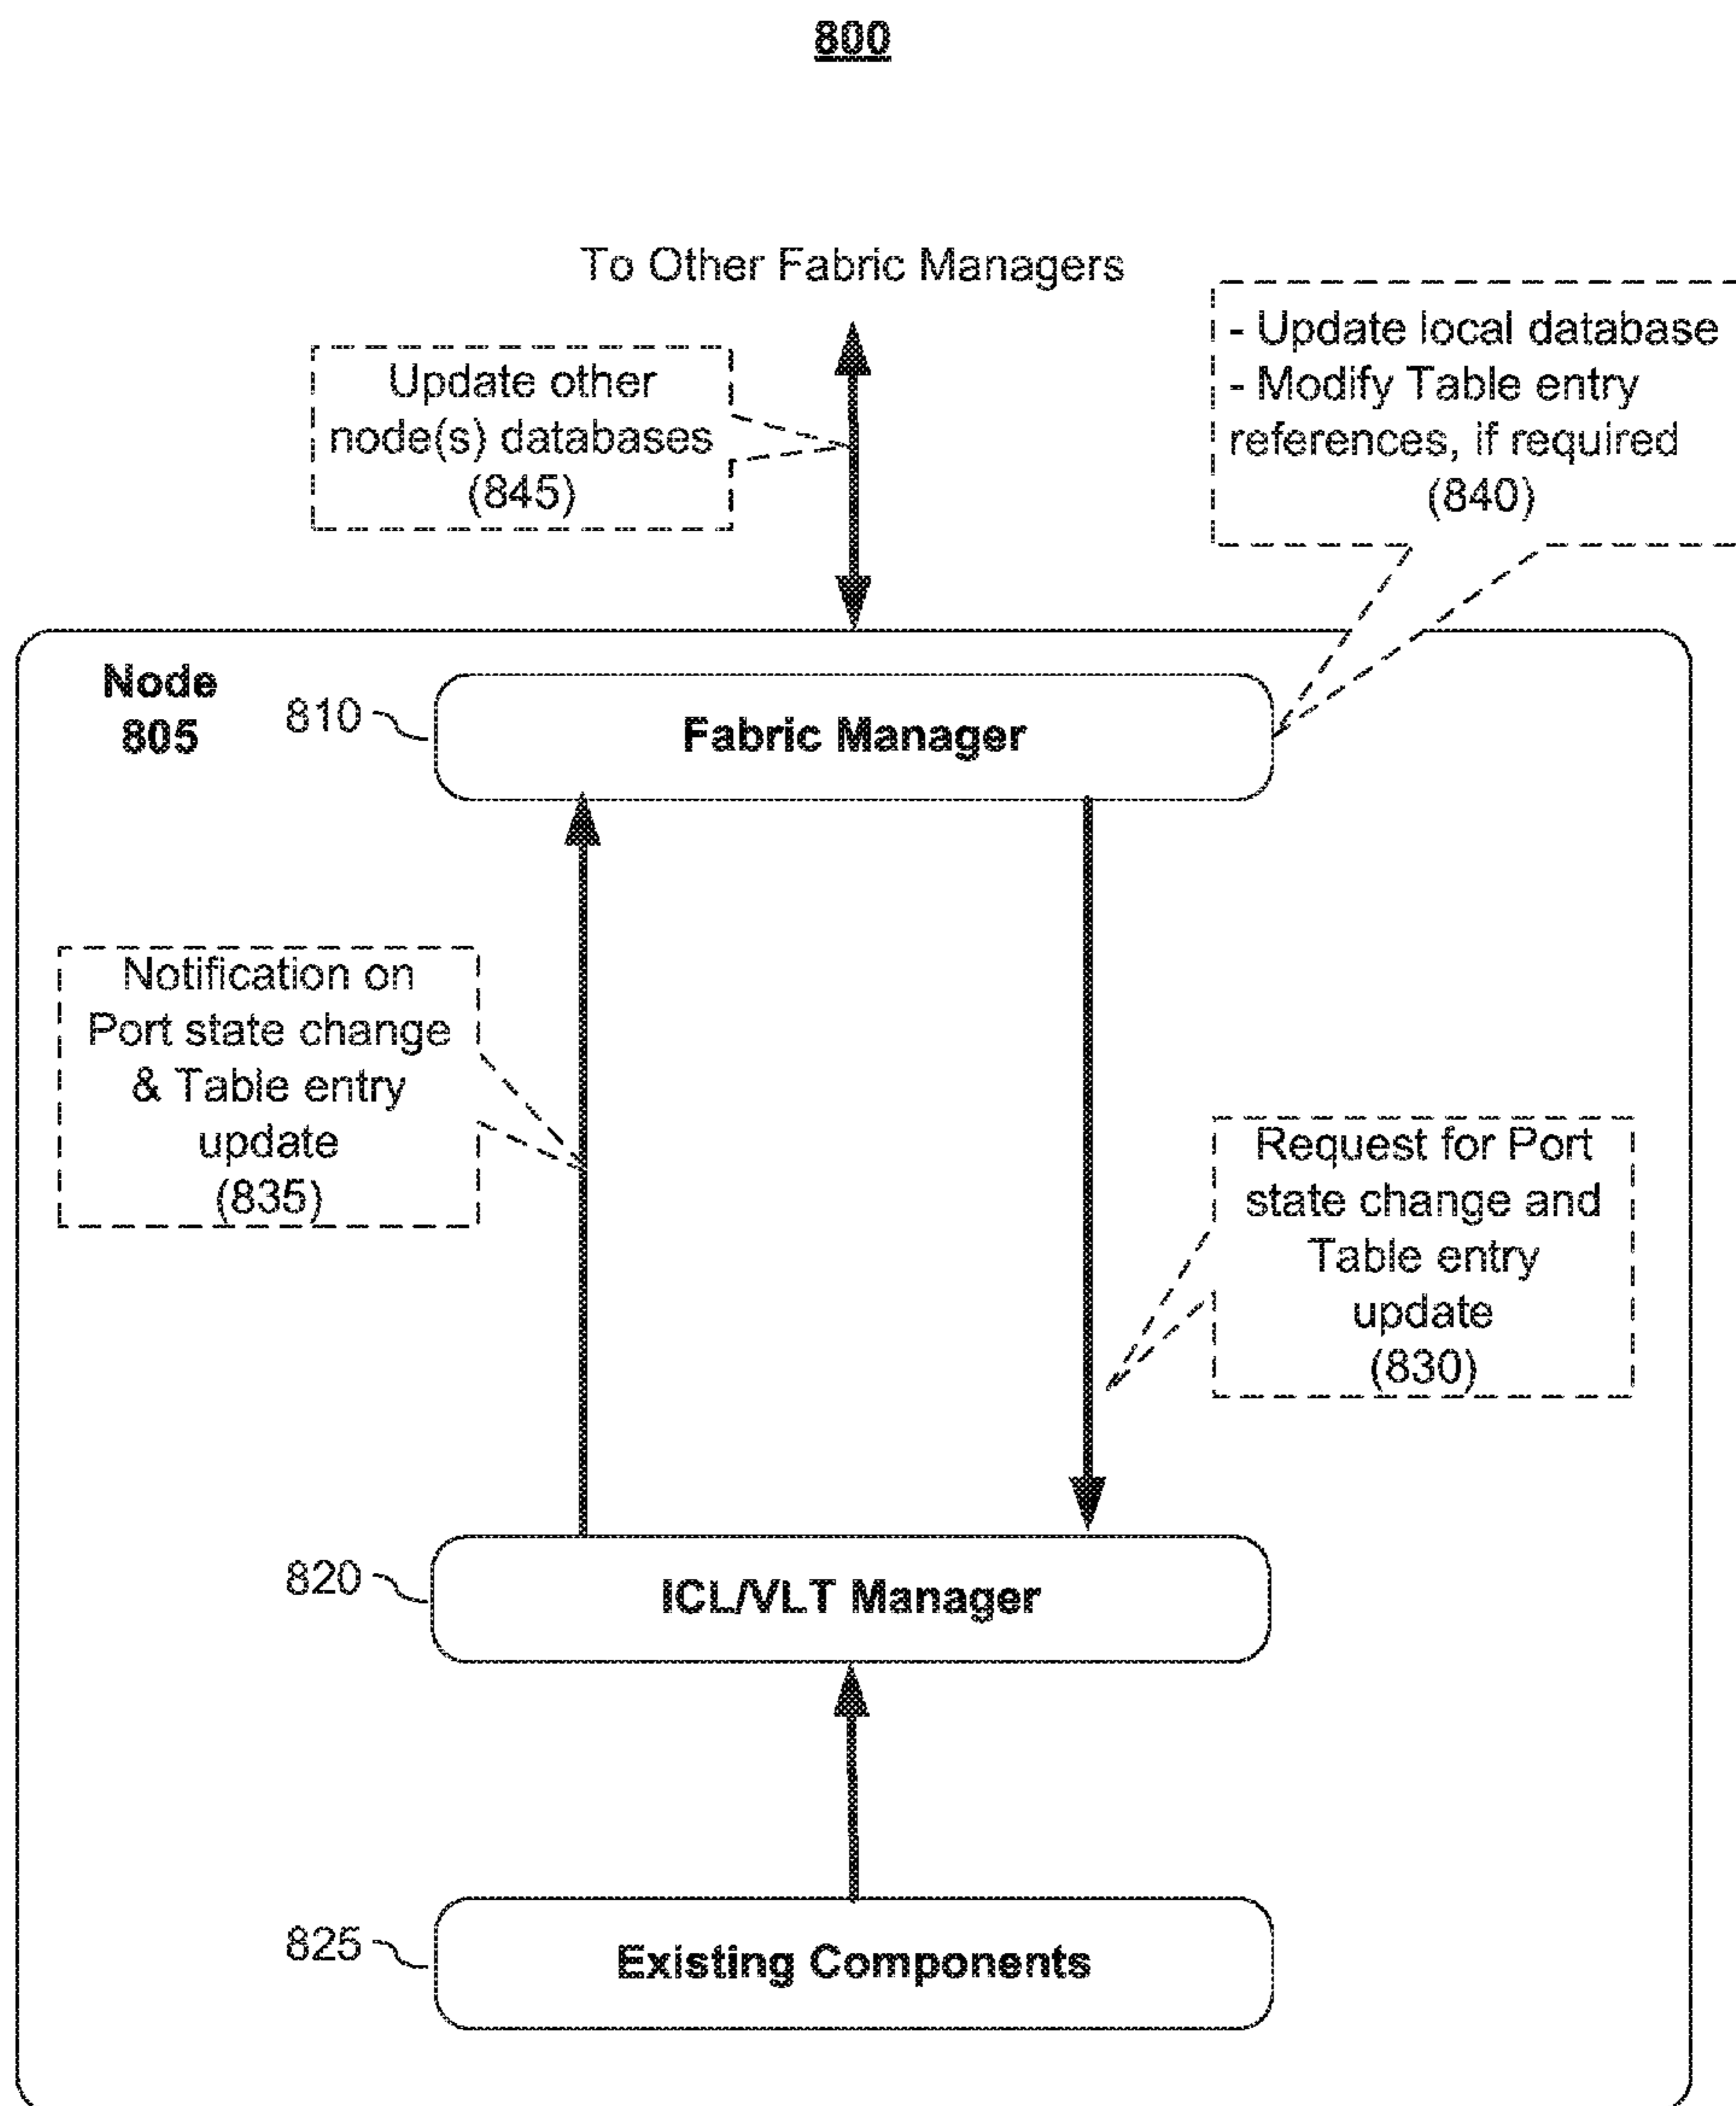 800
To Other Fabric Managers
Update other
node(s) databases
(845)
- Update local database
- Modify Table entry
references, if required
(840)
Node
805
810
Fabric Manager
Notification on
Port state change
& Table entry
update
(835)
Request for Port
state change and
Table entry
update
(830)
820
ICL/VLT Manager
825
Existing Components